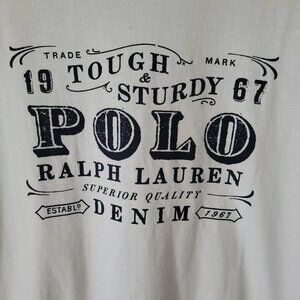 TRADE MARK
TOUGH
19 & 67
STURDY
POLO
RALPH LAUREN
SUPERIOR QUALITY
ESTABD DENIM 1967